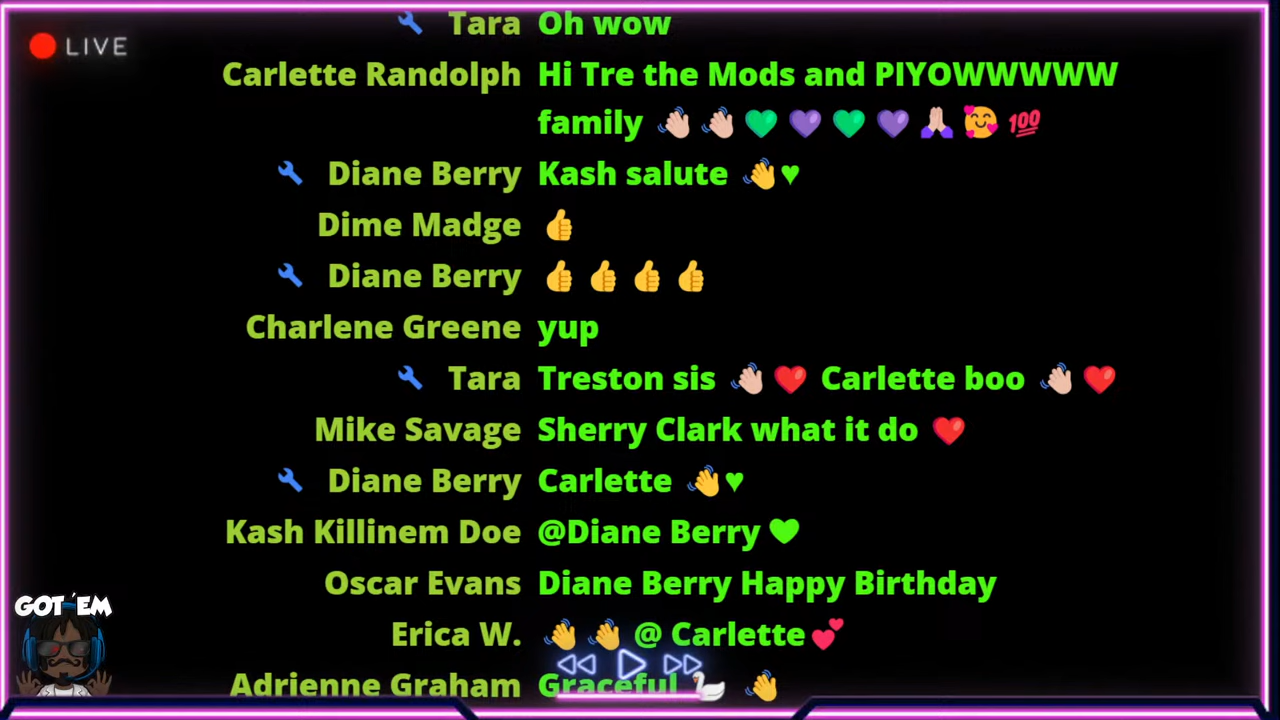 LIVE
Tara Oh wow
Carlette Randolph Hi Tre the Mods and PIYOWWWWW
family 👋🏻 👋🏻 💚 💜 💚 💜 🙏🏻 🥰 💯
Diane Berry Kash salute 👋♥
Dime Madge 👍
Diane Berry 👍 👍 👍 👍
Charlene Greene yup
Tara Treston sis 👋🏻 ❤️ Carlette boo 👋🏻 ❤️
Mike Savage Sherry Clark what it do ❤️
Diane Berry Carlette 👋♥
Kash Killinem Doe @Diane Berry 💚
Oscar Evans Diane Berry Happy Birthday
Erica W. 👋 👋 @ Carlette 💕
Adrienne Graham Graceful 🦢 👋
GOT 'EM